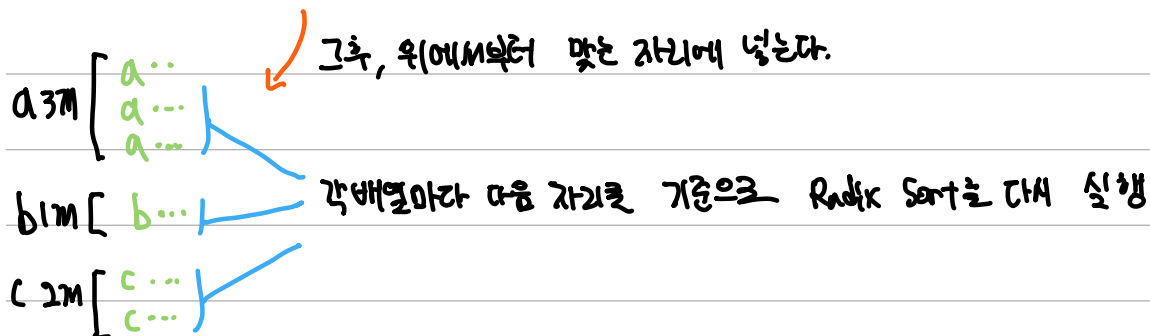 그후, 위에서부터 맞는 자리에 넣는다.
a 3개 [ a ..
a ...
a ...
각 배열마다 다음 자리를 기준으로 Radix Sort를 다시 실행
b 1개 [ b ...
c 2개 [ c ...
c ...